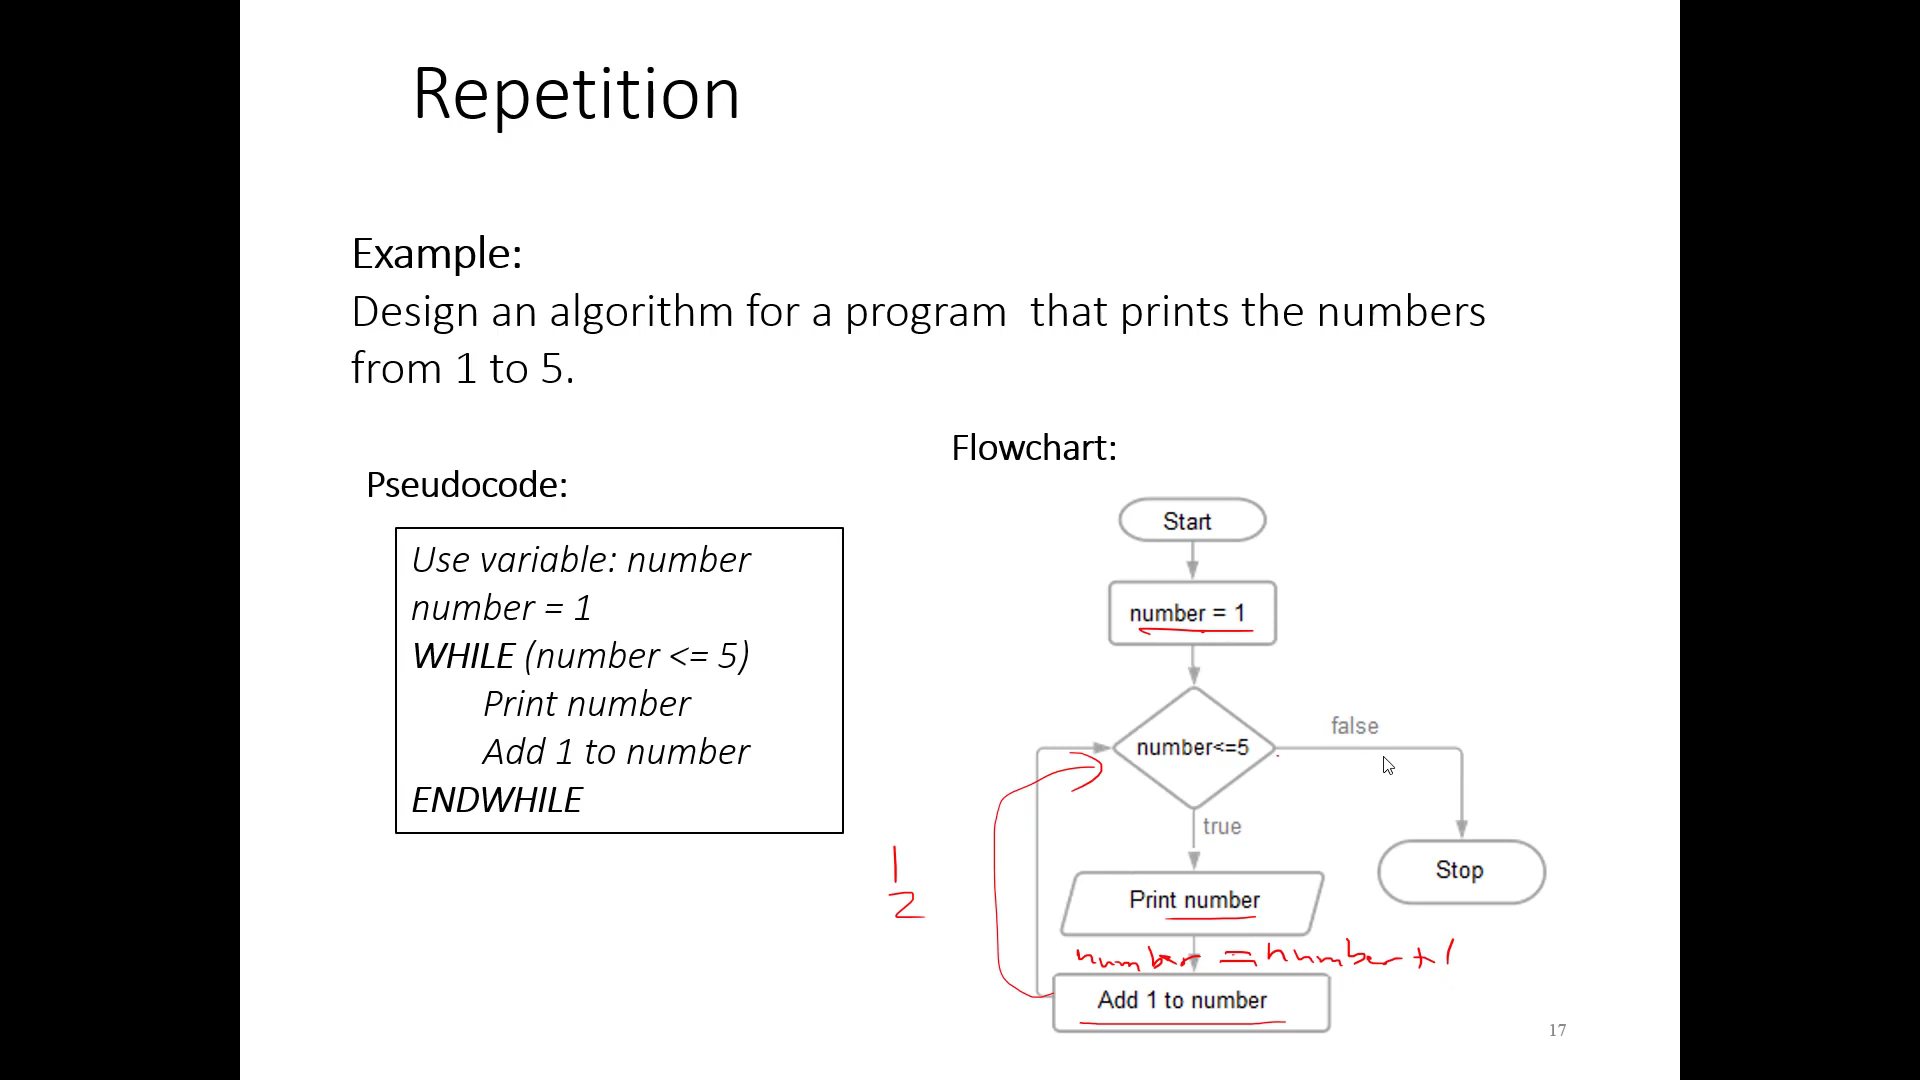 Repetition
Example:
Design an algorithm for a program that prints the numbers
from 1 to 5.
Pseudocode:
Use variable: number
number = 1
WHILE (number <= 5)
Print number
Add 1 to number
ENDWHILE
Flowchart:
Start
number = 1
number<=5
false
true
Stop
Print number
number = number + 1
Add 1 to number
1
2
17